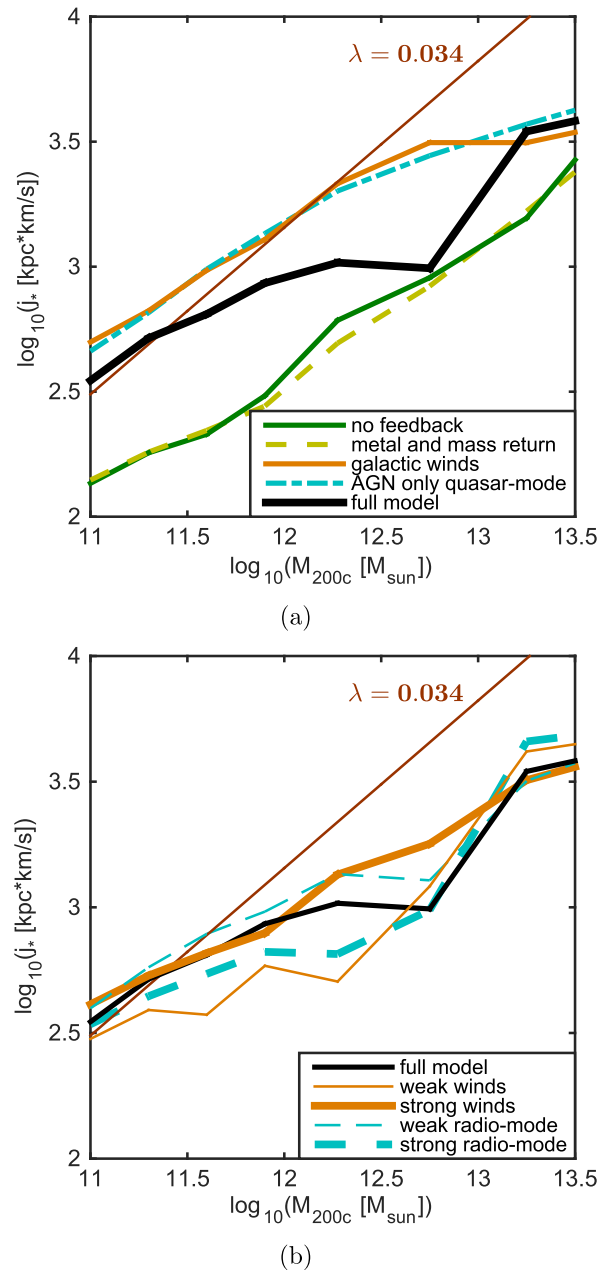 4
λ = 0.034
3.5
3
2.5
2
log10(j* [kpc*km/s])
no feedback
metal and mass return
galactic winds
AGN only quasar-mode
full model
11 11.5 12 12.5 13 13.5
log10(M200c [Msun])
(a)
4
λ = 0.034
3.5
3
2.5
2
log10(j* [kpc*km/s])
full model
weak winds
strong winds
weak radio-mode
strong radio-mode
11 11.5 12 12.5 13 13.5
log10(M200c [Msun])
(b)